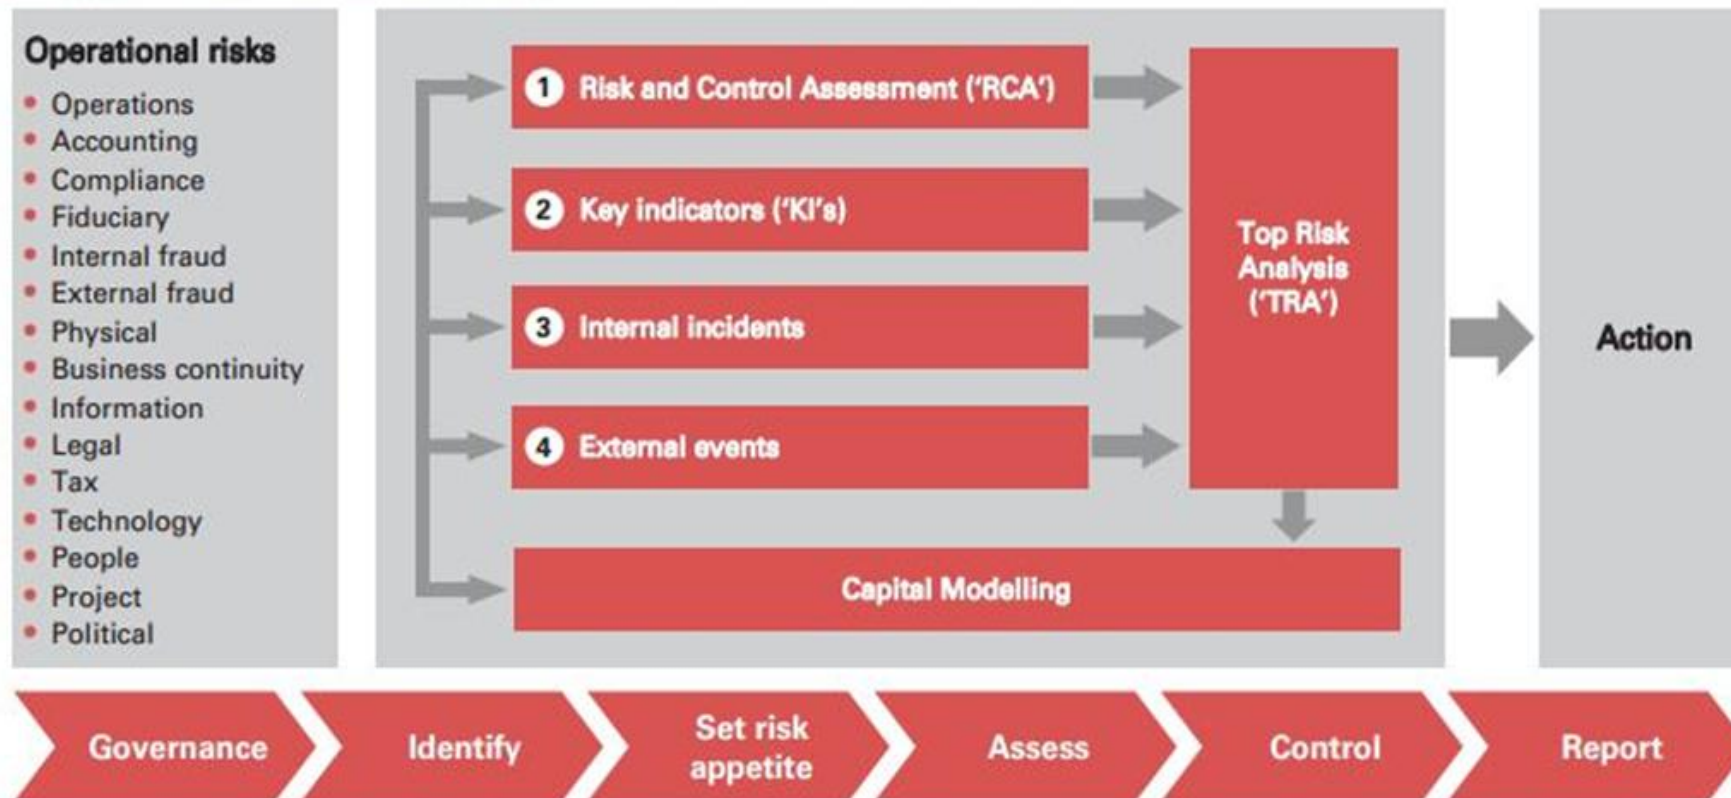 Operational risks
• Operations
• Accounting
• Compliance
• Fiduciary
• Internal fraud
• External fraud
• Physical
• Business continuity
• Information
• Legal
• Tax
• Technology
• People
• Project
• Political
1 Risk and Control Assessment (‘RCA’)
2 Key indicators (‘KI’s)
3 Internal incidents
4 External events
Top Risk
Analysis
(‘TRA’)
Capital Modelling
Action
Governance
Identify
Set risk
appetite
Assess
Control
Report